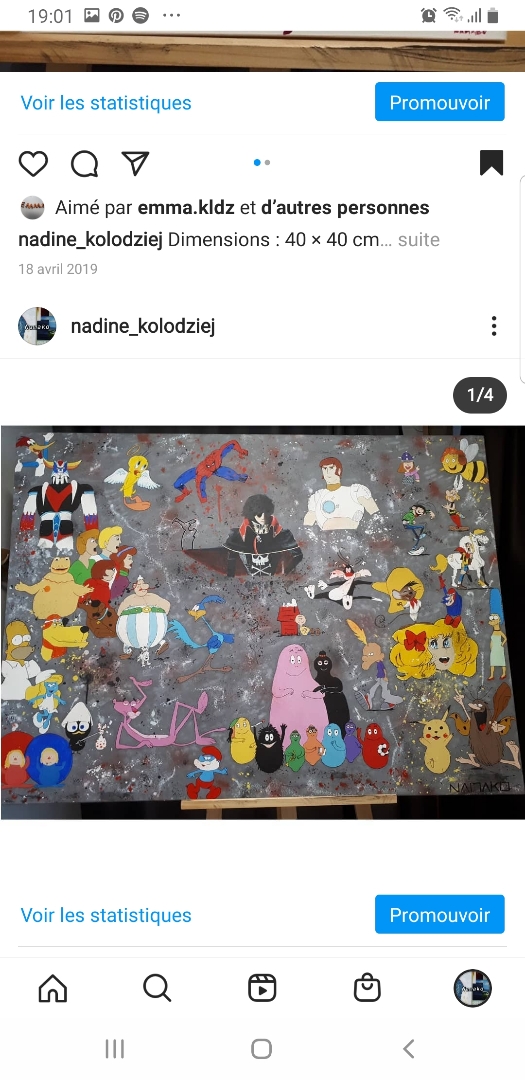 19:01
Voir les statistiques
Promouvoir
Aimé par emma.kldz et d'autres personnes
nadine_kolodziej Dimensions : 40 × 40 cm... suite
18 avril 2019
nadine_kolodziej
1/4
NANAKO
Voir les statistiques
Promouvoir